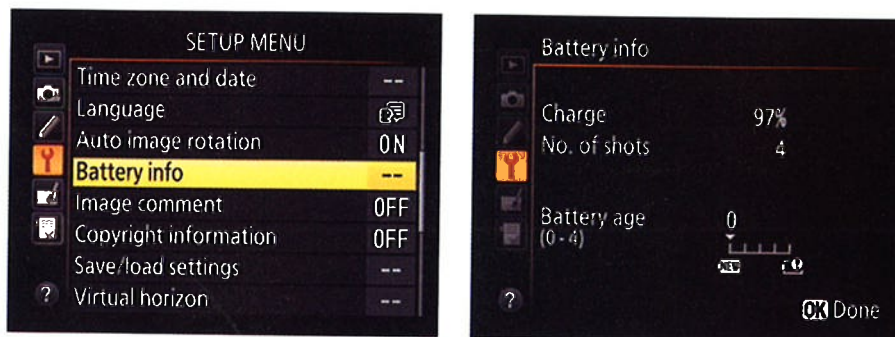 SETUP MENU
Time zone and date --
Language
Auto image rotation ON
Battery info --
Image comment OFF
Copyright information OFF
Save/load settings --
Virtual horizon --
?
Battery info
Charge 97%
No. of shots 4
Battery age 0
(0-4)
NEW
?
OK Done